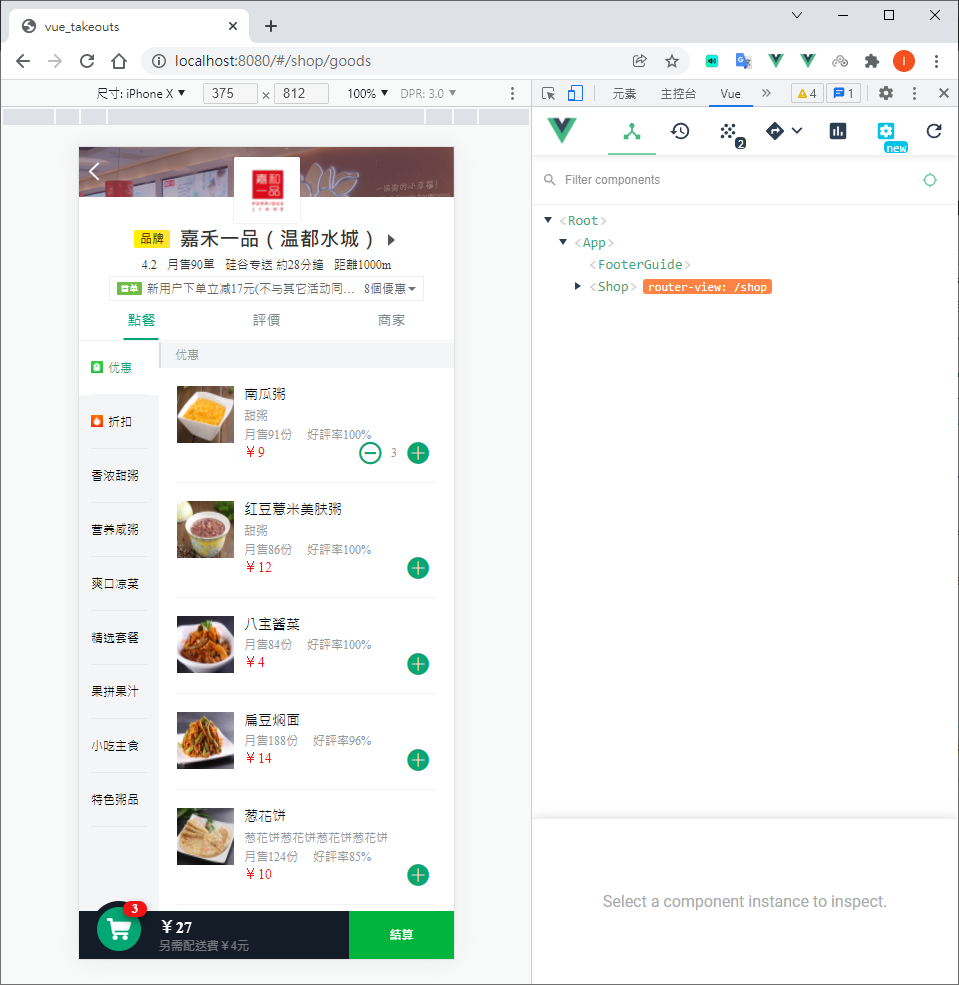 vue_takeouts
localhost:8080/#/shop/goods
尺寸: iPhone X ▼ 375 × 812 100% ▼ DPR: 3.0 ▼
元素 主控台 Vue » 4 1
2
new
Filter components
<Root>
<App>
<FooterGuide>
<Shop> router-view: /shop
Select a component instance to inspect.
嘉和
一品
品牌 嘉禾一品（温都水城）
4.2 月售90單 硅谷专送 約28分鐘 距離1000m
首單 新用户下单立减17元(不与其它活动同... 8個優惠
點餐 評價 商家
优惠
折扣
香浓甜粥
营养咸粥
爽口凉菜
精选套餐
果拼果汁
小吃主食
特色粥品
优惠
南瓜粥
甜粥
月售91份 好評率100%
￥9 3
红豆薏米美肤粥
甜粥
月售86份 好評率100%
￥12
八宝醬菜
月售84份 好評率100%
￥4
扁豆焖面
月售188份 好評率96%
￥14
葱花饼
葱花饼葱花饼葱花饼葱花饼
月售124份 好評率85%
￥10
3
￥27
另需配送費￥4元
結算